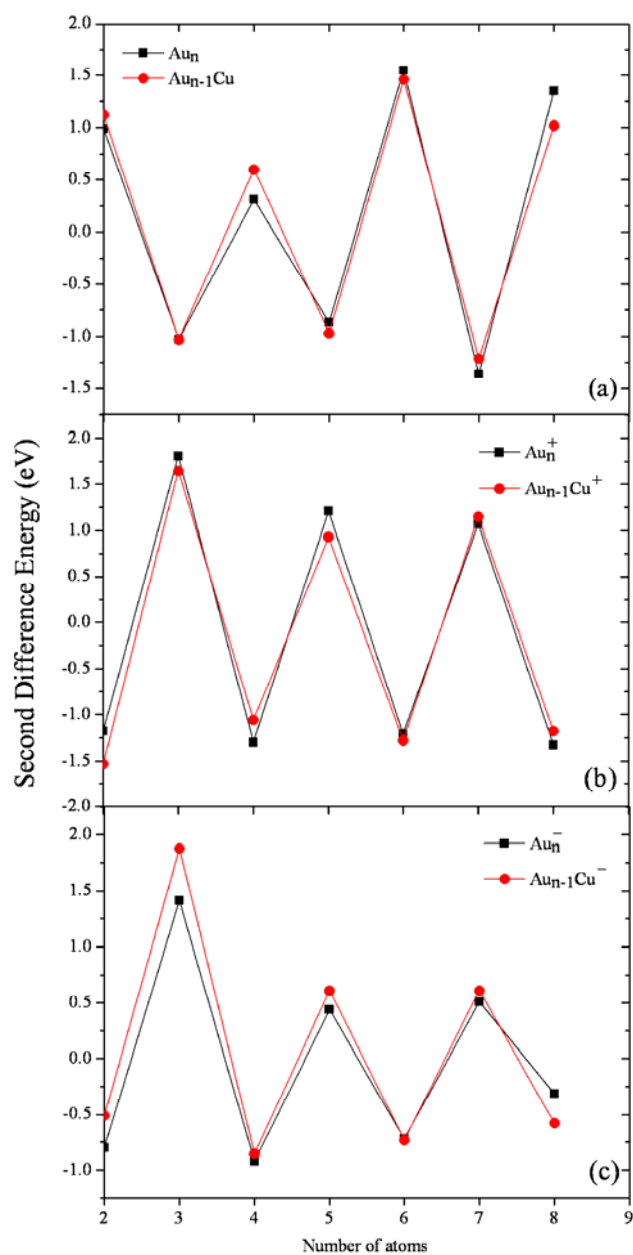 Second Difference Energy (eV)
2.0
1.5
1.0
0.5
0.0
-0.5
-1.0
-1.5
Auₙ
Auₙ₋₁Cu
(a)
2.0
1.5
1.0
0.5
0.0
-0.5
-1.0
-1.5
-2.0
Auₙ⁺
Auₙ₋₁Cu⁺
(b)
2.0
1.5
1.0
0.5
0.0
-0.5
-1.0
Auₙ⁻
Auₙ₋₁Cu⁻
(c)
2 3 4 5 6 7 8 9
Number of atoms